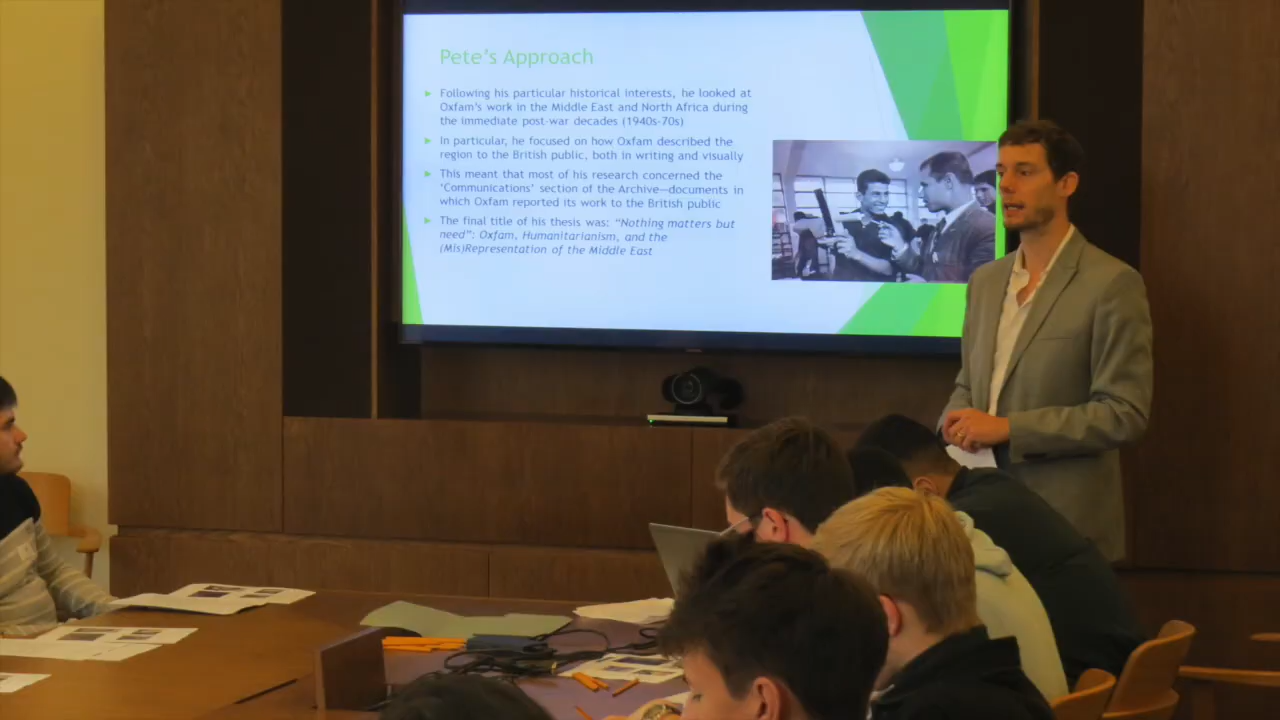 Pete's Approach
Following his particular historical interests, he looked at
Oxfam's work in the Middle East and North Africa during
the immediate post-war decades (1940s-70s)
In particular, he focused on how Oxfam described the
region to the British public, both in writing and visually
This meant that most of his research concerned the
'Communications' section of the Archive—documents in
which Oxfam reported its work to the British public
The final title of his thesis was: "Nothing matters but
need": Oxfam, Humanitarianism, and the
(Mis)Representation of the Middle East